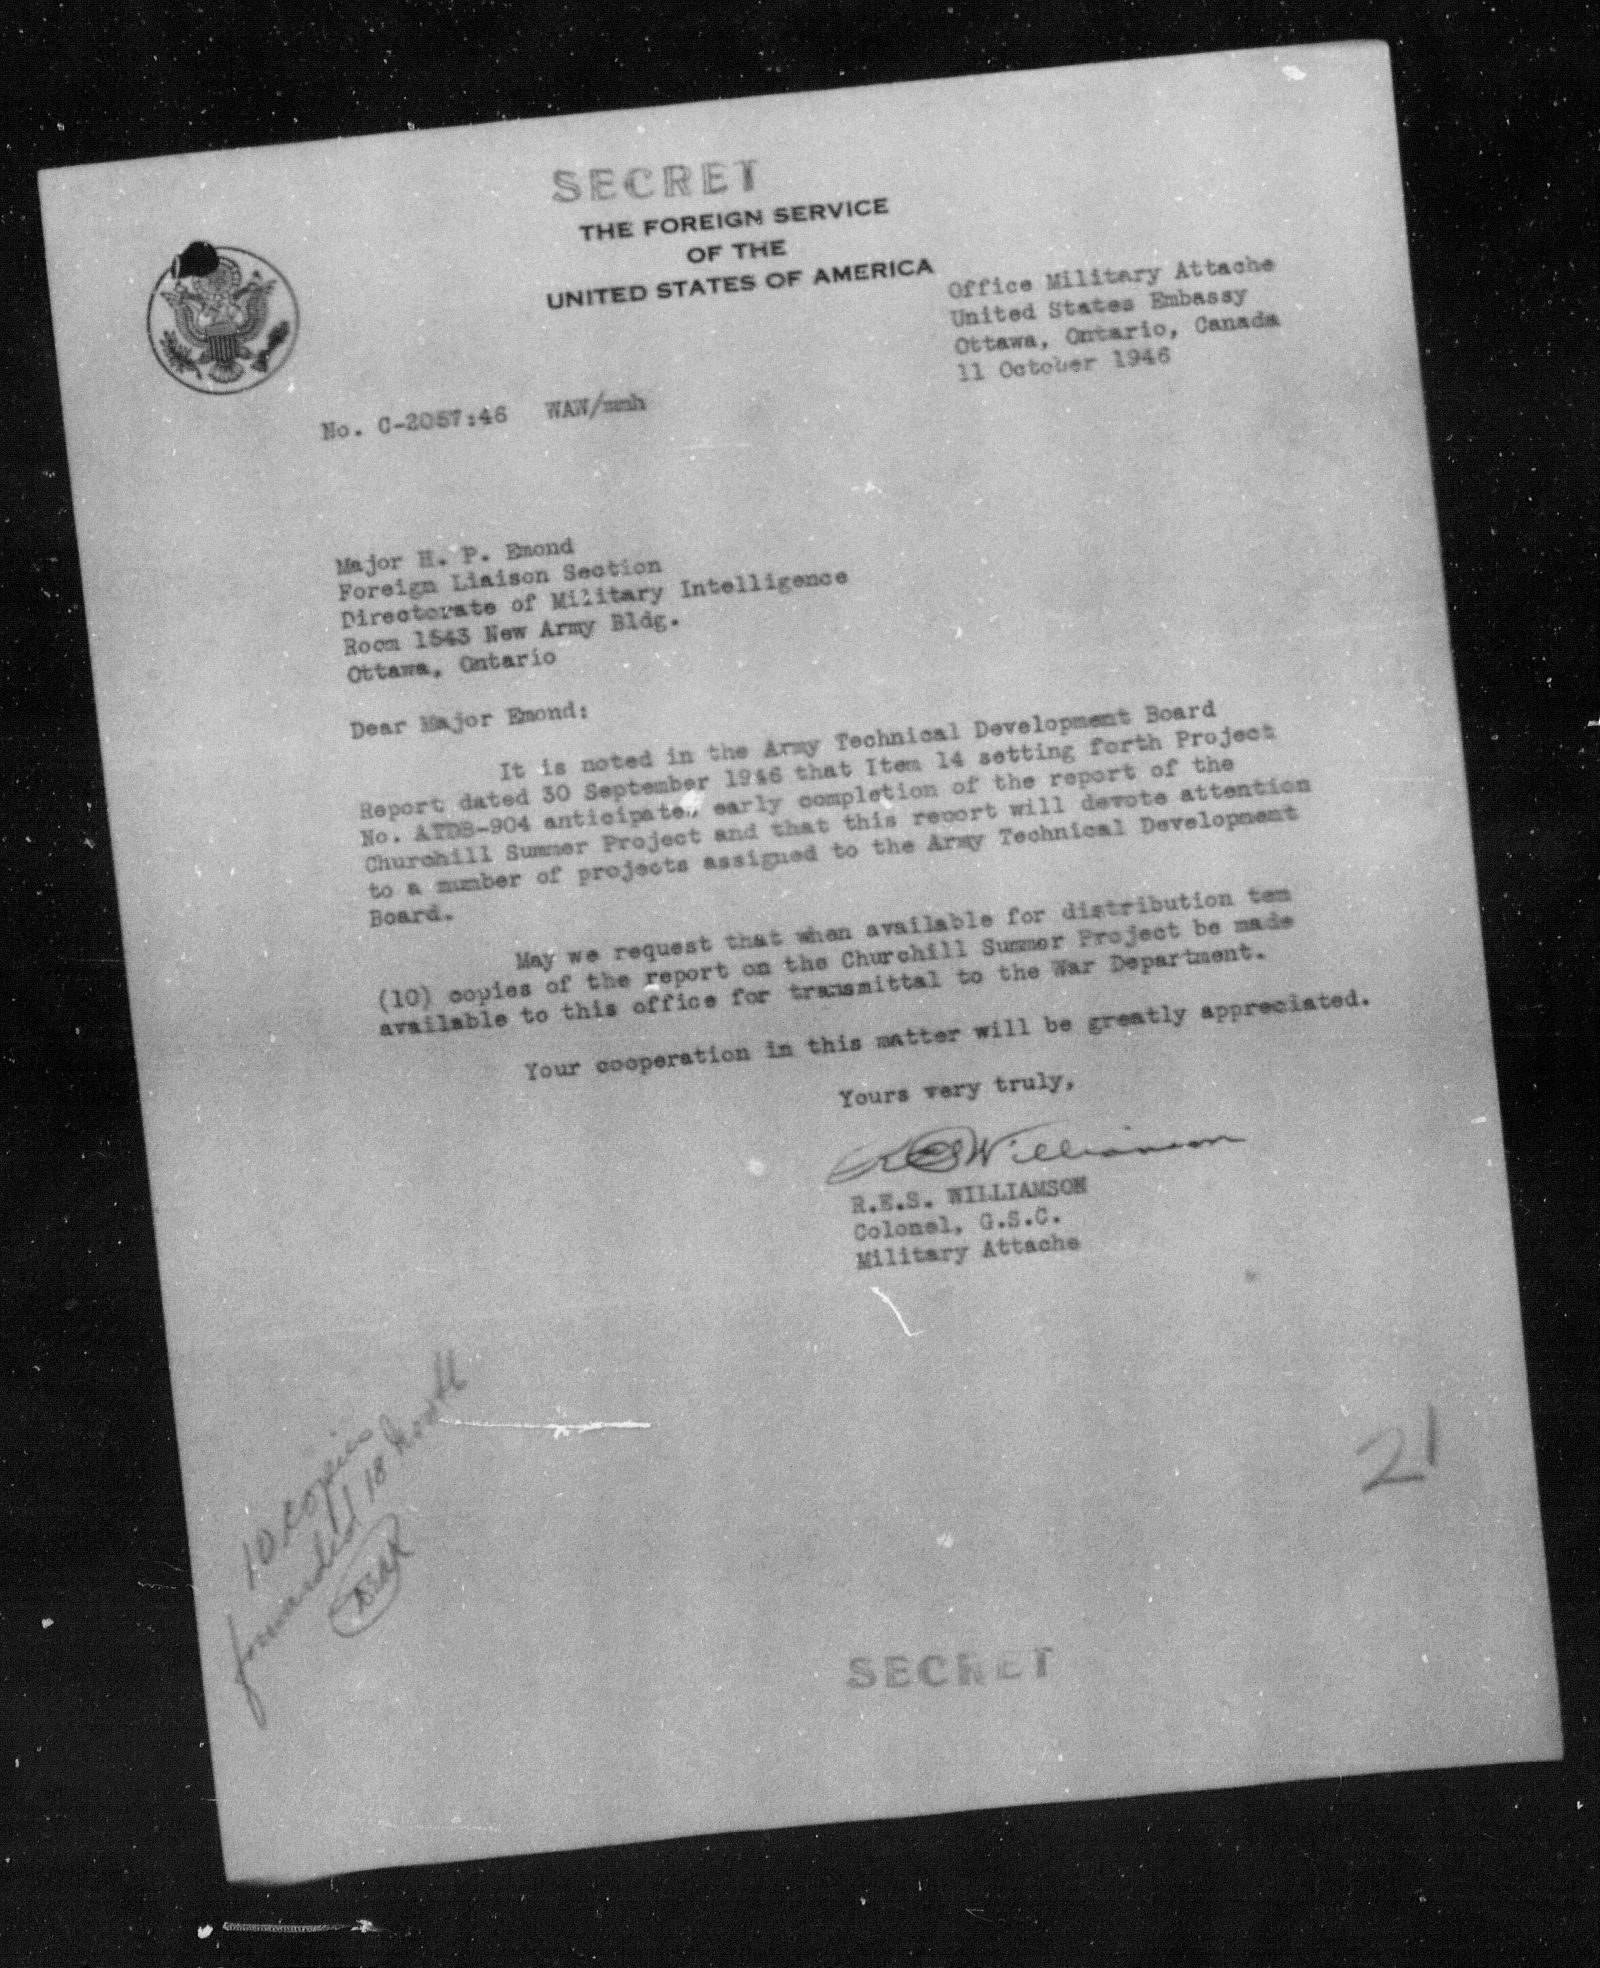 SECRET
THE FOREIGN SERVICE
OF THE
UNITED STATES OF AMERICA
Office Military Attache
United States Embassy
Ottawa, Ontario, Canada
11 October 1946
No. C-2057:46 WAW/mmh
Major H. P. Emond
Foreign Liaison Section
Directorate of Military Intelligence
Room 1543 New Army Bldg.
Ottawa, Ontario
Dear Major Emond:
It is noted in the Army Technical Development Board
Report dated 30 September 1946 that Item 14 setting forth Project
No. ATDB-904 anticipates early completion of the report of the
Churchill Summer Project and that this report will devote attention
to a number of projects assigned to the Army Technical Development
Board.
May we request that when available for distribution ten
(10) copies of the report on the Churchill Summer Project be made
available to this office for transmittal to the War Department.
Your cooperation in this matter will be greatly appreciated.
Yours very truly,
RESWilliamson
R.E.S. WILLIAMSON
Colonel, G.S.C.
Military Attache
10 copies
forwarded 18
21
SECRET